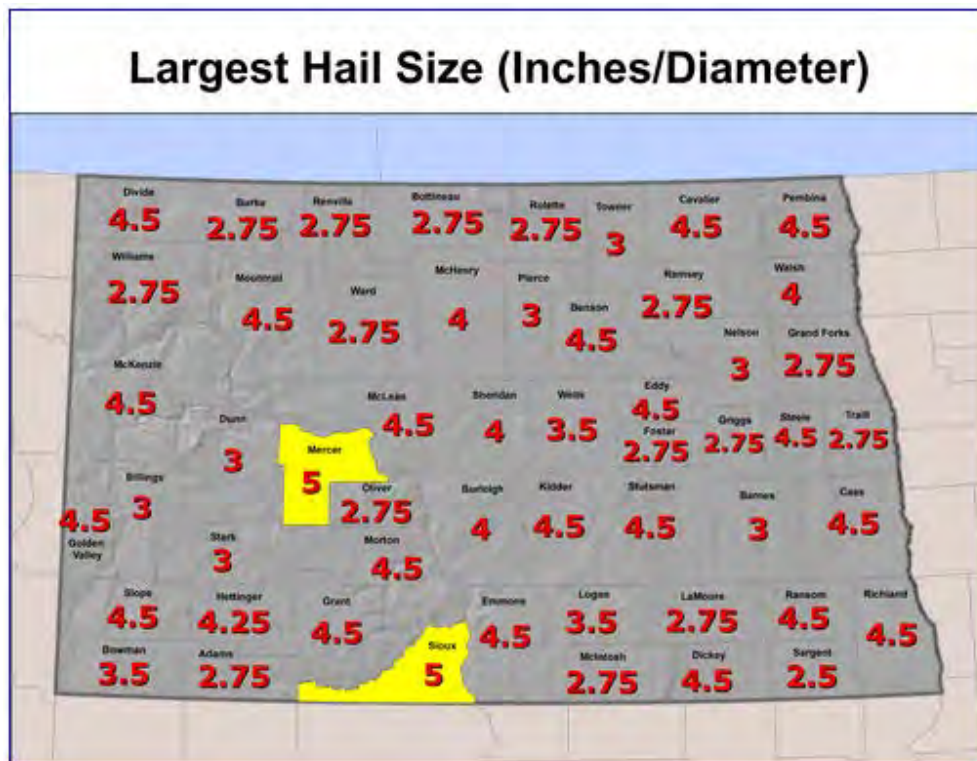 Largest Hail Size (Inches/Diameter)
Divide
4.5
Burke
2.75
Renville
2.75
Bottineau
2.75
Rolette
2.75
Towner
3
Cavalier
4.5
Pembina
4.5
Williams
2.75
Mountrail
4.5
Ward
2.75
McHenry
4
Pierce
3
Benson
4.5
Ramsey
2.75
Walsh
4
Nelson
3
Grand Forks
2.75
McKenzie
4.5
Dunn
3
McLean
4.5
Sheridan
4
Wells
3.5
Eddy
4.5
Foster
2.75
Griggs
2.75
Steele
4.5
Traill
2.75
Mercer
5
Oliver
2.75
Billings
3
4.5
Golden
Valley
Stark
3
Morton
4.5
Burleigh
4
Kidder
4.5
Stutsman
4.5
Barnes
3
Cass
4.5
Slope
4.5
Hettinger
4.25
Grant
4.5
Emmons
4.5
Logan
3.5
LaMoure
2.75
Ransom
4.5
Richland
4.5
Bowman
3.5
Adams
2.75
Sioux
5
McIntosh
2.75
Dickey
4.5
Sargent
2.5